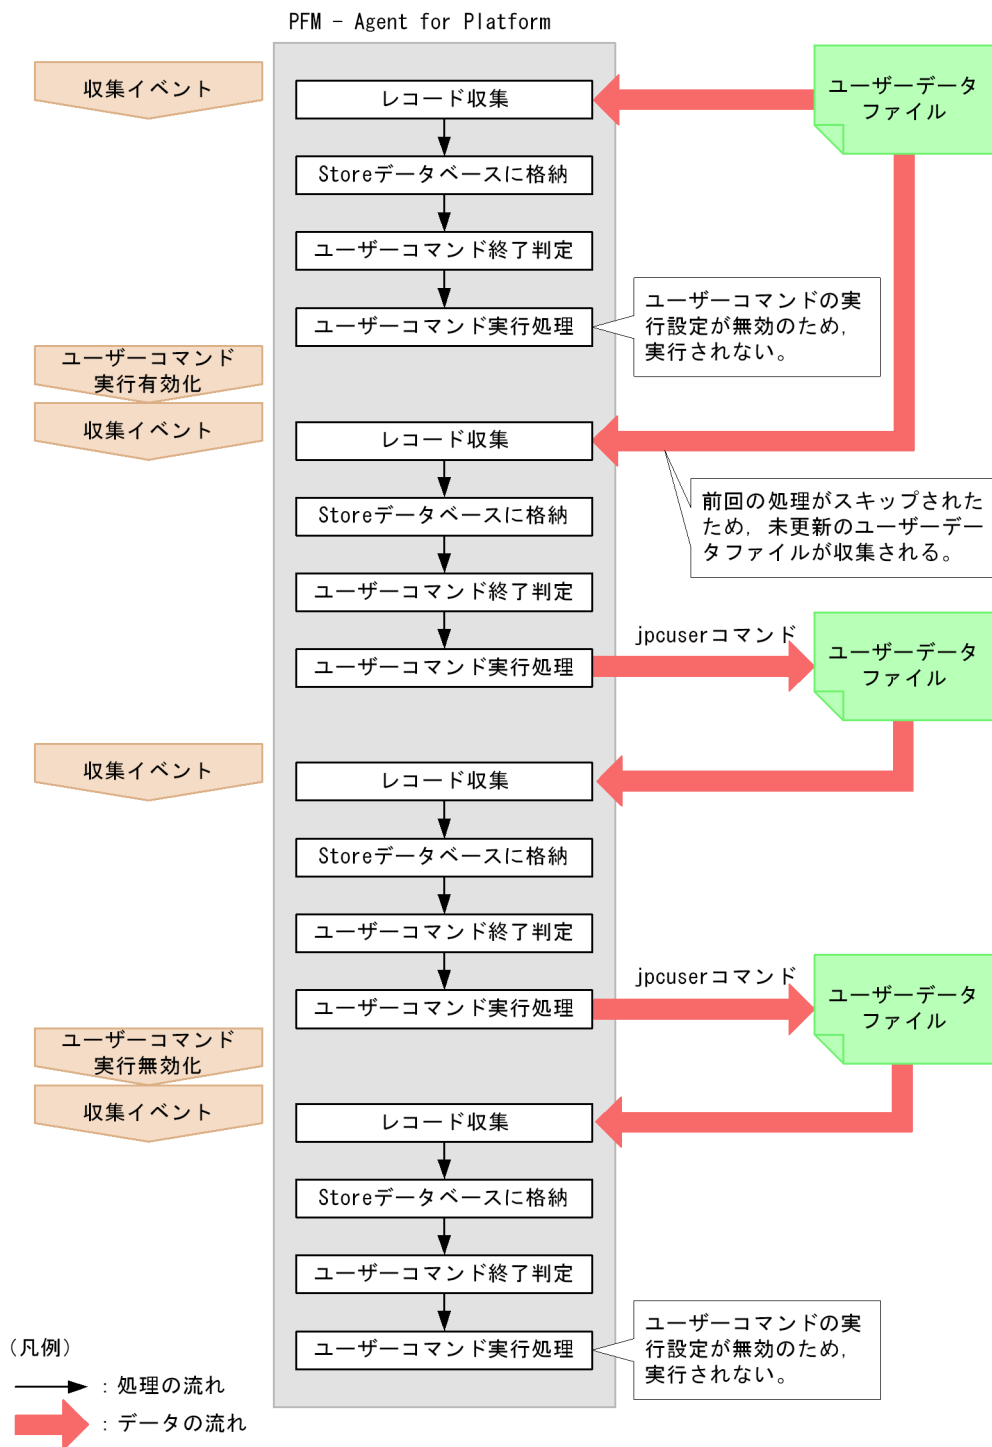 PFM - Agent for Platform
収集イベント
レコード収集
ユーザーデータ
ファイル
Storeデータベースに格納
ユーザーコマンド終了判定
ユーザーコマンド実行処理
ユーザーコマンドの実
行設定が無効のため,
実行されない。
ユーザーコマンド
実行有効化
収集イベント
レコード収集
前回の処理がスキップされた
ため, 未更新のユーザーデー
タファイルが収集される。
Storeデータベースに格納
ユーザーコマンド終了判定
ユーザーコマンド実行処理
jpcuserコマンド
ユーザーデータ
ファイル
収集イベント
レコード収集
Storeデータベースに格納
ユーザーコマンド終了判定
ユーザーコマンド実行処理
jpcuserコマンド
ユーザーデータ
ファイル
ユーザーコマンド
実行無効化
収集イベント
レコード収集
Storeデータベースに格納
ユーザーコマンド終了判定
ユーザーコマンド実行処理
ユーザーコマンドの実
行設定が無効のため,
実行されない。
(凡例)
：処理の流れ
：データの流れ